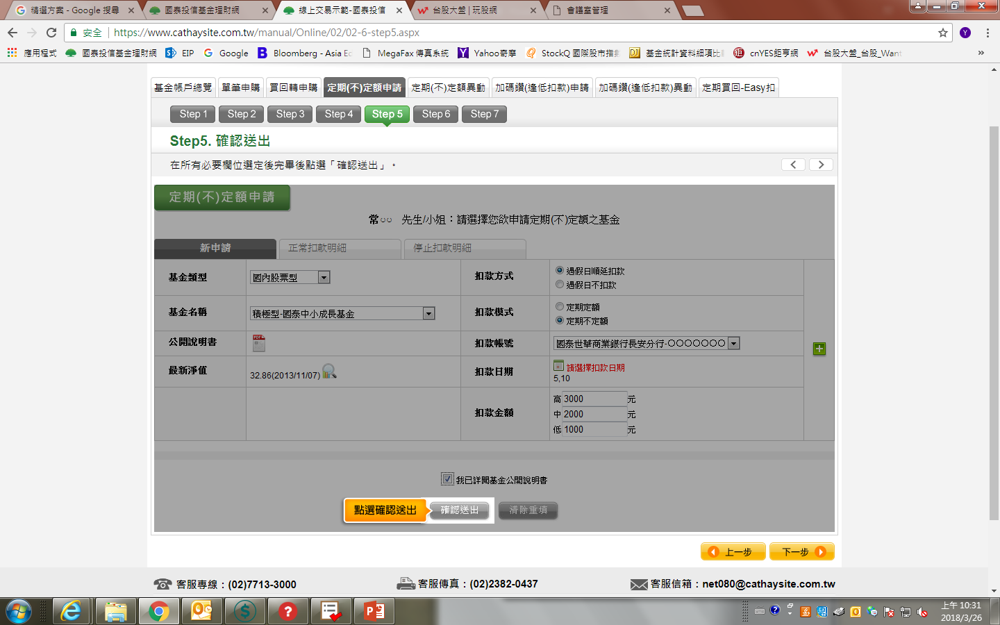 精選方案 - Google 搜尋
國泰投信基金理財網
線上交易示範-國泰投信
台股大盤 | 玩股網
會議室管理
安全 https://www.cathaysite.com.tw/manual/Online/02/02-6-step5.aspx
應用程式 國泰投信基金理財網 EIP Google Bloomberg - Asia Ed MegaFax 傳真系統 Yahoo奇摩 StockQ 國際股市指數 基金統計資料細項比 cnYES鉅亨網 台股大盤_台股_Want
基金帳戶總覽 單筆申購 買回轉申購 定期(不)定額申請 定期(不)定額異動 加碼鑽(逢低扣款)申請 加碼鑽(逢低扣款)異動 定期買回-Easy扣
Step 1 Step 2 Step 3 Step 4 Step 5 Step 6 Step 7
Step5. 確認送出
在所有必要欄位選定後完畢後點選「確認送出」。
定期(不)定額申請
常○○ 先生/小姐：請選擇您欲申請定期(不)定額之基金
新申請 正常扣款明細 停止扣款明細
基金類型 國內股票型 扣款方式 遇假日順延扣款
遇假日不扣款
基金名稱 積極型-國泰中小成長基金 扣款模式 定期定額
定期不定額
公開說明書 扣款帳號 國泰世華商業銀行長安分行-○○○○○○○
最新淨值 32.86(2013/11/07) 扣款日期 請選擇扣款日期
5,10
扣款金額 高 3000 元
中 2000 元
低 1000 元
我已詳閱基金公開說明書
點選確認送出 確認送出 清除重填
上一步 下一步
客服專線：(02)7713-3000 客服傳真：(02)2382-0437 客服信箱：net080@cathaysite.com.tw
上午 10:31
2018/3/26